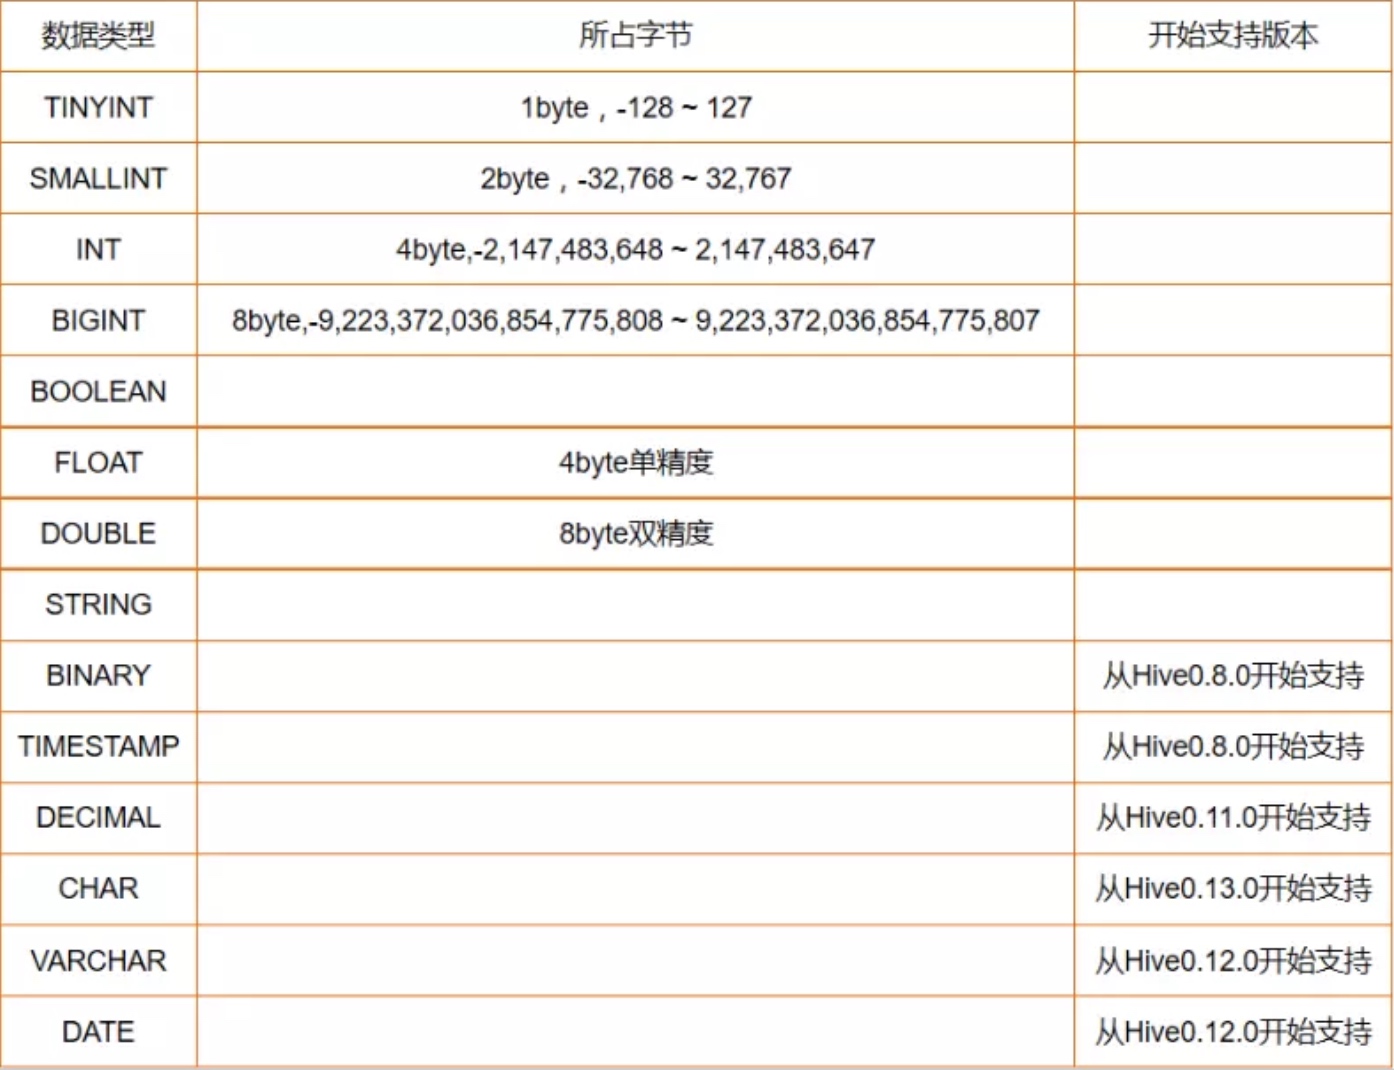 数据类型 所占字节 开始支持版本
TINYINT 1byte，-128 ~ 127
SMALLINT 2byte，-32,768 ~ 32,767
INT 4byte,-2,147,483,648 ~ 2,147,483,647
BIGINT 8byte,-9,223,372,036,854,775,808 ~ 9,223,372,036,854,775,807
BOOLEAN
FLOAT 4byte单精度
DOUBLE 8byte双精度
STRING
BINARY 从Hive0.8.0开始支持
TIMESTAMP 从Hive0.8.0开始支持
DECIMAL 从Hive0.11.0开始支持
CHAR 从Hive0.13.0开始支持
VARCHAR 从Hive0.12.0开始支持
DATE 从Hive0.12.0开始支持